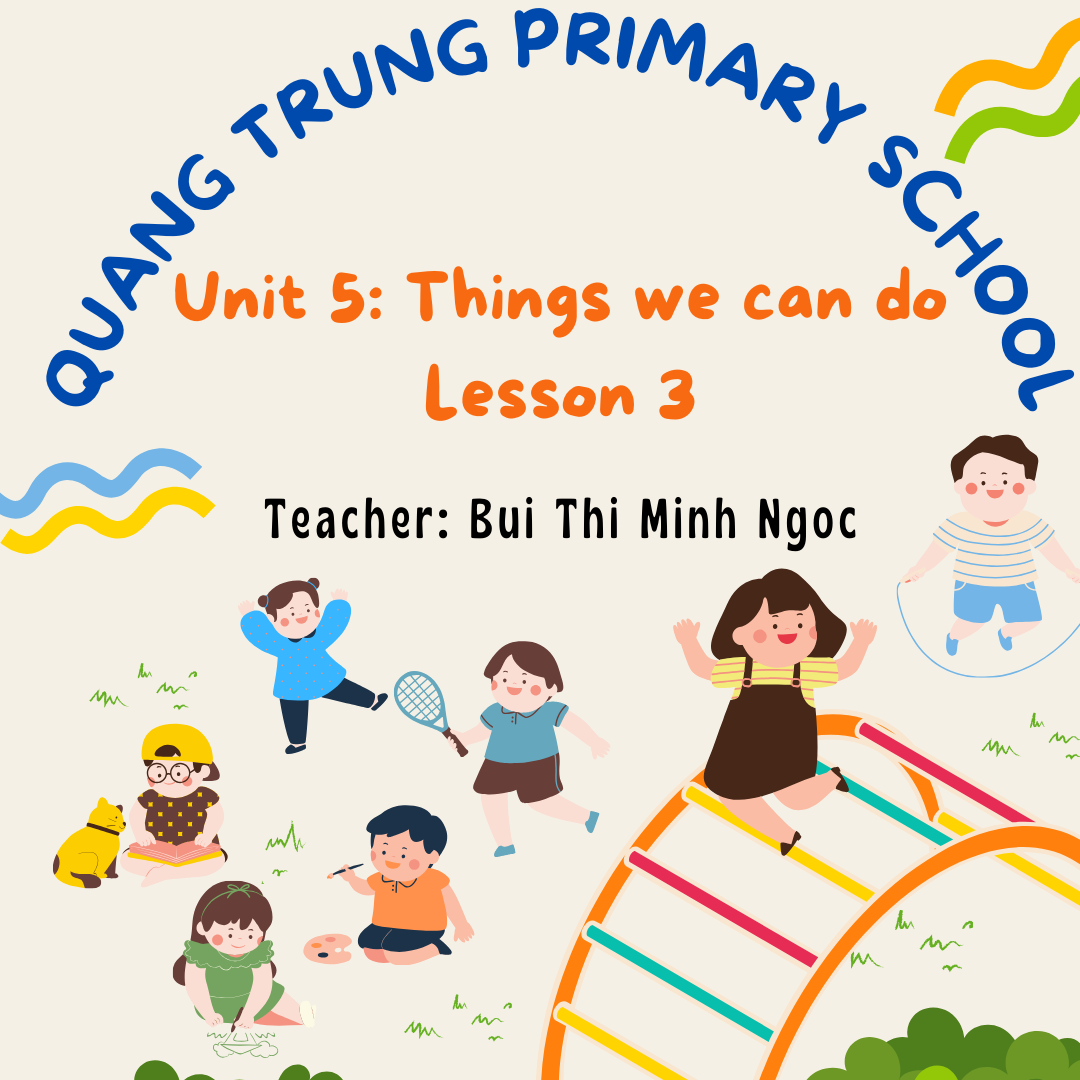 QUANG TRUNG PRIMARY SCHOOL
Unit 5: Things we can do
Lesson 3
Teacher: Bui Thi Minh Ngoc